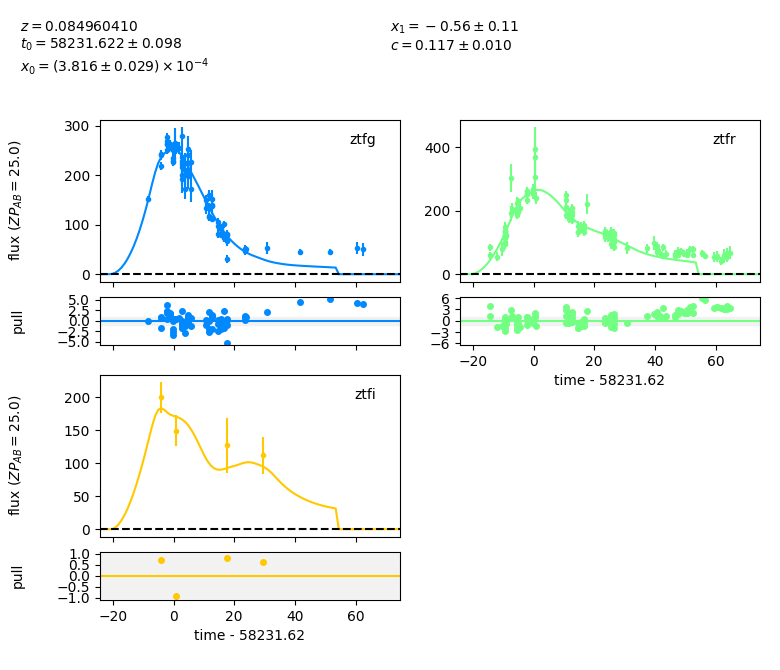 z = 0.084960410
t₀ = 58231.622 ± 0.098
x₀ = (3.816 ± 0.029) × 10⁻⁴
x₁ = −0.56 ± 0.11
c = 0.117 ± 0.010
ztfg
flux (ZP_AB = 25.0)
300
200
100
0
pull
5.0
2.5
0.0
−2.5
−5.0
ztfr
400
200
0
6
3
0
−3
−6
−20 0 20 40 60
time - 58231.62
ztfi
flux (ZP_AB = 25.0)
200
150
100
50
0
pull
1.0
0.5
0.0
−0.5
−1.0
−20 0 20 40 60
time - 58231.62